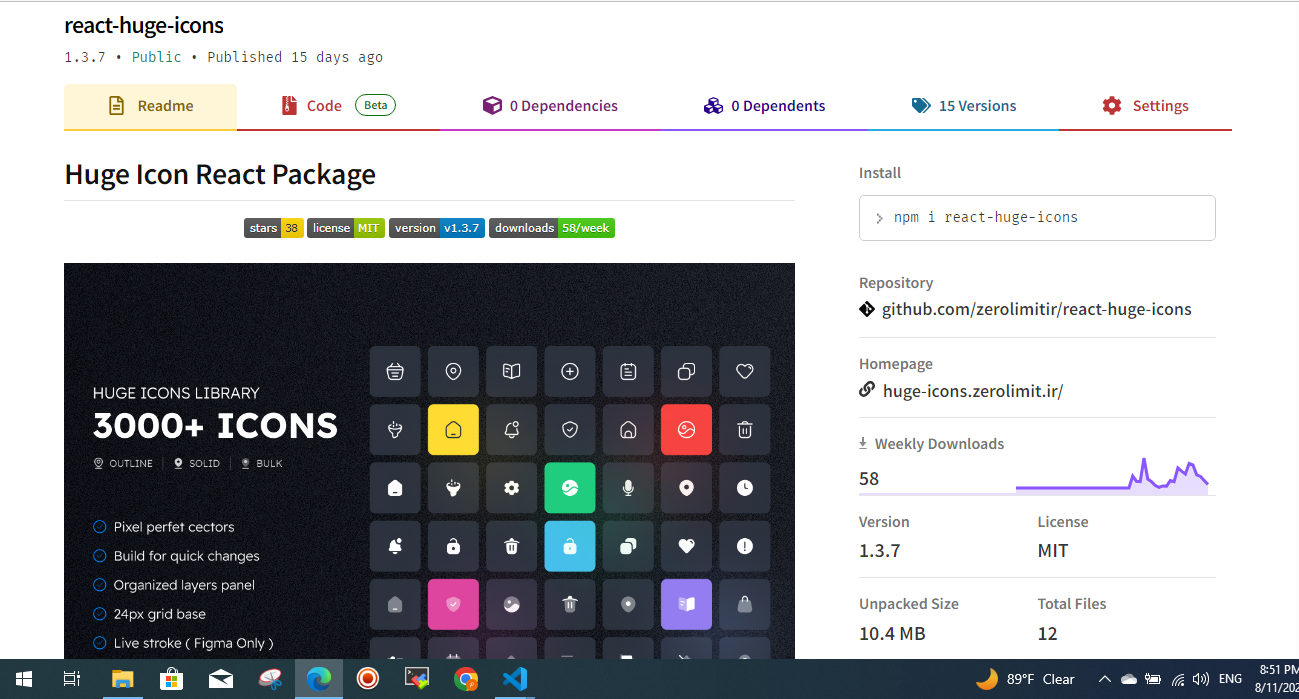 react-huge-icons
1.3.7 • Public • Published 15 days ago
Readme
Code Beta
0 Dependencies
0 Dependents
15 Versions
Settings
Huge Icon React Package
stars 38 license MIT version v1.3.7 downloads 58/week
HUGE ICONS LIBRARY
3000+ ICONS
OUTLINE SOLID BULK
Pixel perfet cectors
Build for quick changes
Organized layers panel
24px grid base
Live stroke ( Figma Only )
Install
npm i react-huge-icons
Repository
github.com/zerolimitir/react-huge-icons
Homepage
huge-icons.zerolimit.ir/
Weekly Downloads
58
Version License
1.3.7 MIT
Unpacked Size Total Files
10.4 MB 12
89°F Clear
ENG
8:51 PM
8/11/202